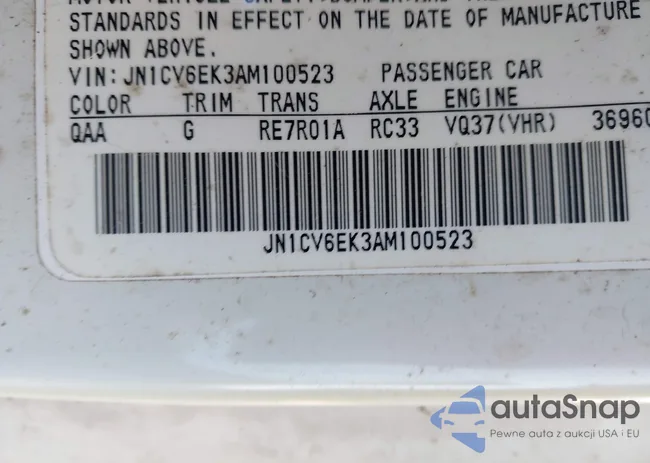 STANDARDS IN EFFECT ON THE DATE OF MANUFACTURE
SHOWN ABOVE.
VIN: JN1CV6EK3AM100523 PASSENGER CAR
COLOR TRIM TRANS AXLE ENGINE
QAA G RE7R01A RC33 VQ37(VHR) 36960
JN1CV6EK3AM100523
autaSnap
Pewne auta z aukcji USA i EU